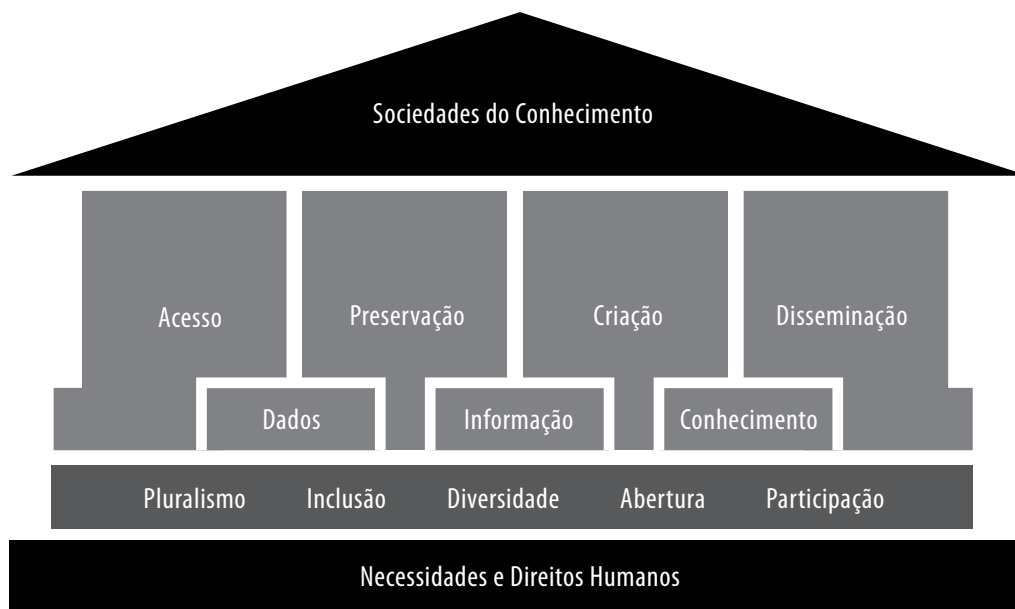 Sociedades do Conhecimento
Acesso Preservação Criação Disseminação
Dados Informação Conhecimento
Pluralismo Inclusão Diversidade Abertura Participação
Necessidades e Direitos Humanos